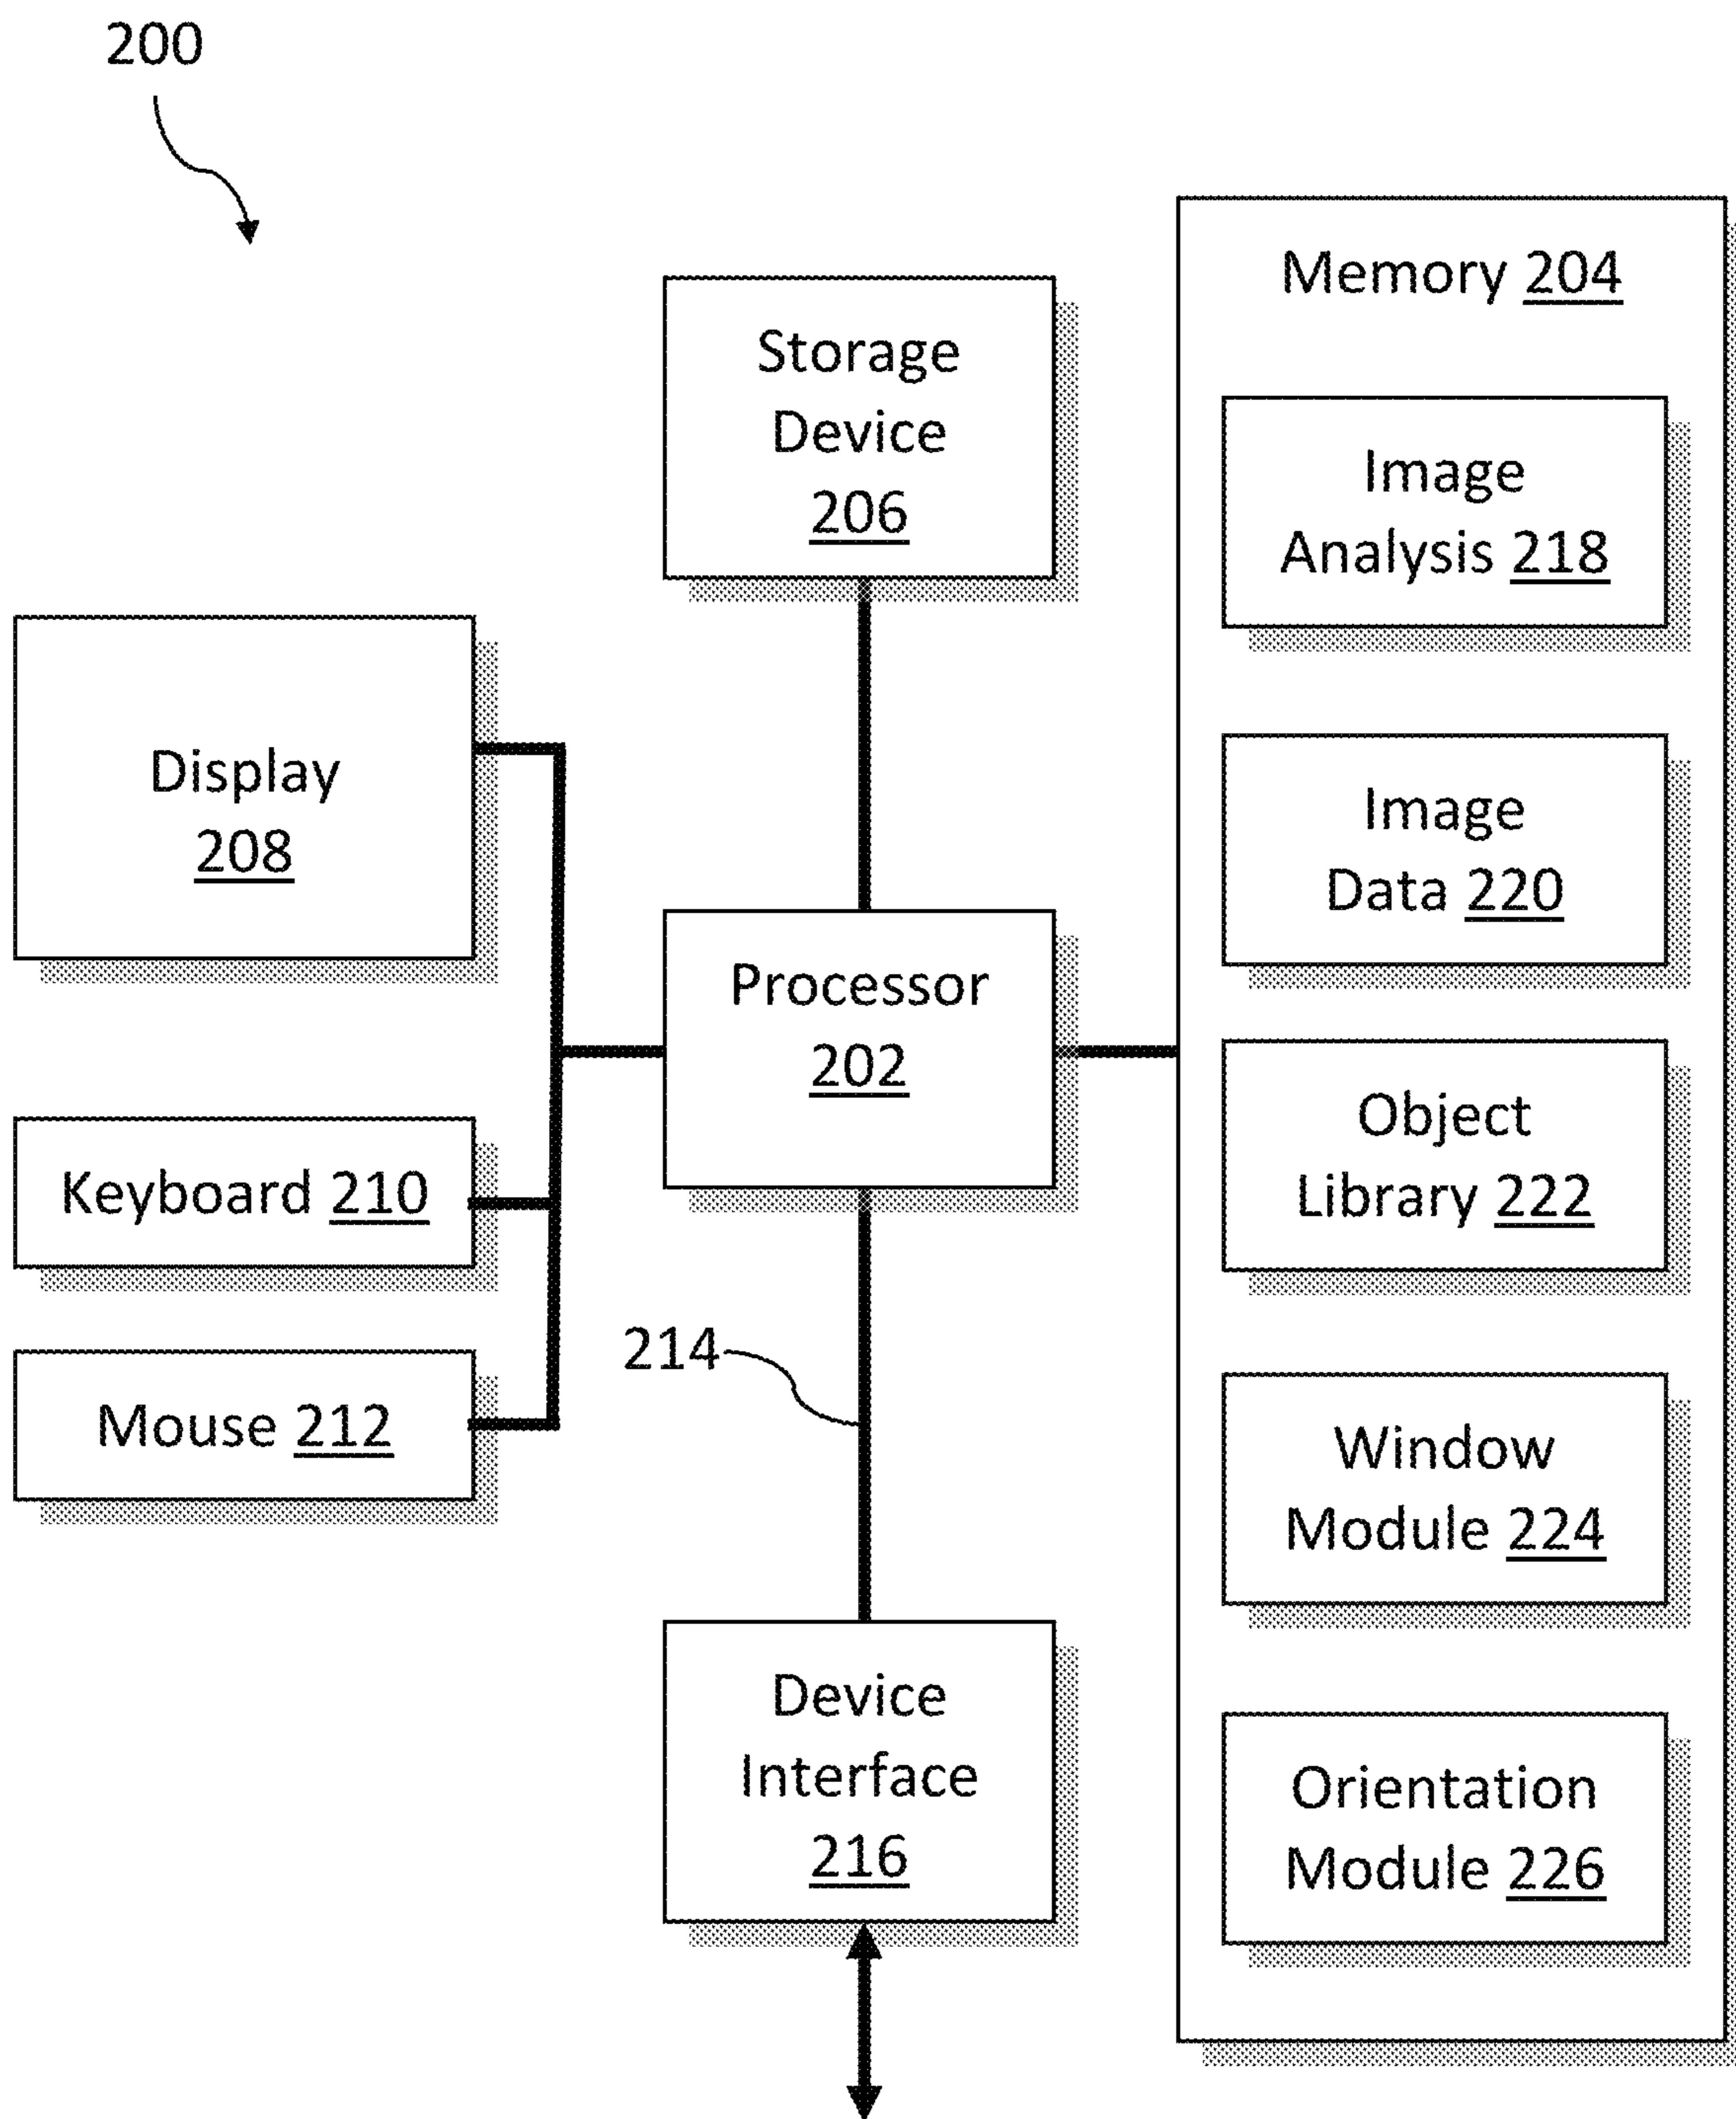 200
Storage
Device
206
Memory 204
Image
Analysis 218
Display
208
Image
Data 220
Processor
202
Object
Library 222
Keyboard 210
214
Mouse 212
Window
Module 224
Device
Interface
216
Orientation
Module 226